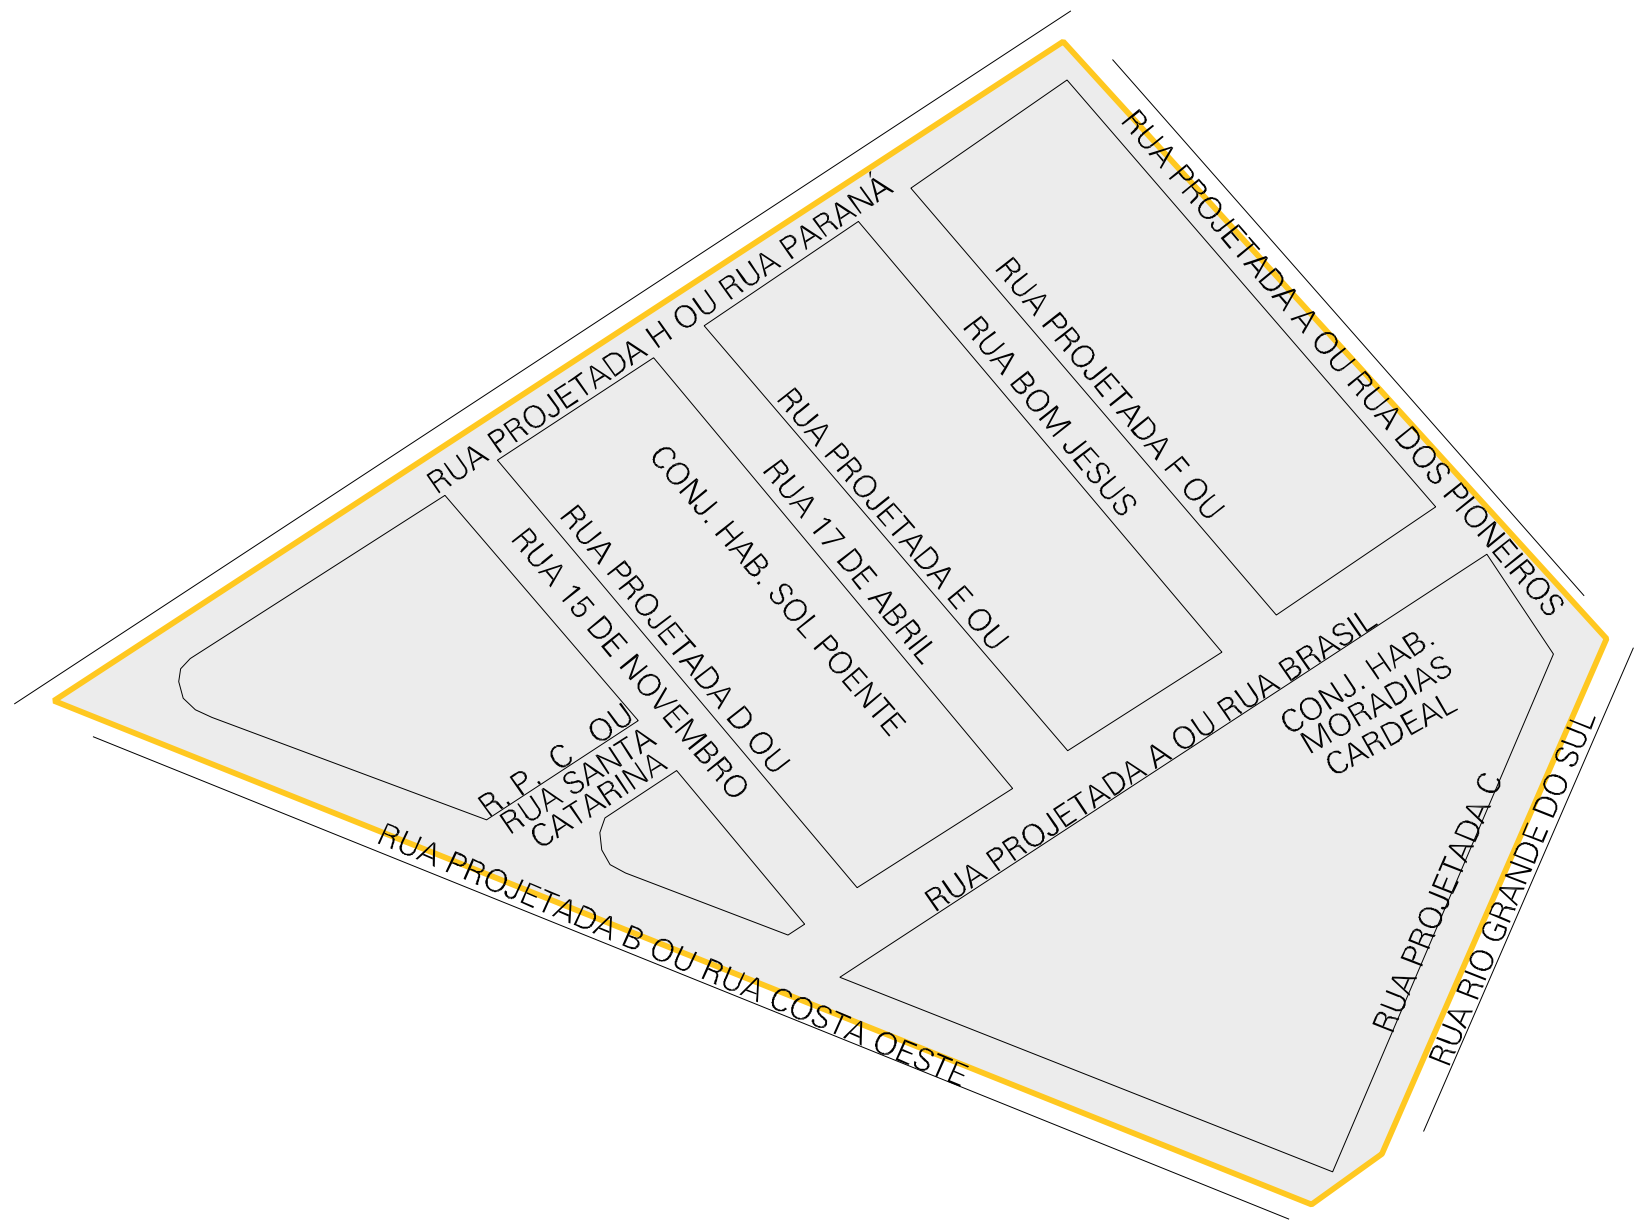 RUA PROJETADA H OU RUA PARANÁ
RUA PROJETADA A OU RUA DOS PIONEIROS
RUA PROJETADA F OU
RUA BOM JESUS
RUA PROJETADA E OU
RUA 17 DE ABRIL
CONJ. HAB. SOL POENTE
RUA PROJETADA D OU
RUA 15 DE NOVEMBRO
R. P. C OU
RUA SANTA
CATARINA
RUA PROJETADA A OU RUA BRASIL
CONJ. HAB.
MORADIAS
CARDEAL
RUA PROJETADA C
RUA RIO GRANDE DO SUL
RUA PROJETADA B OU RUA COSTA OESTE